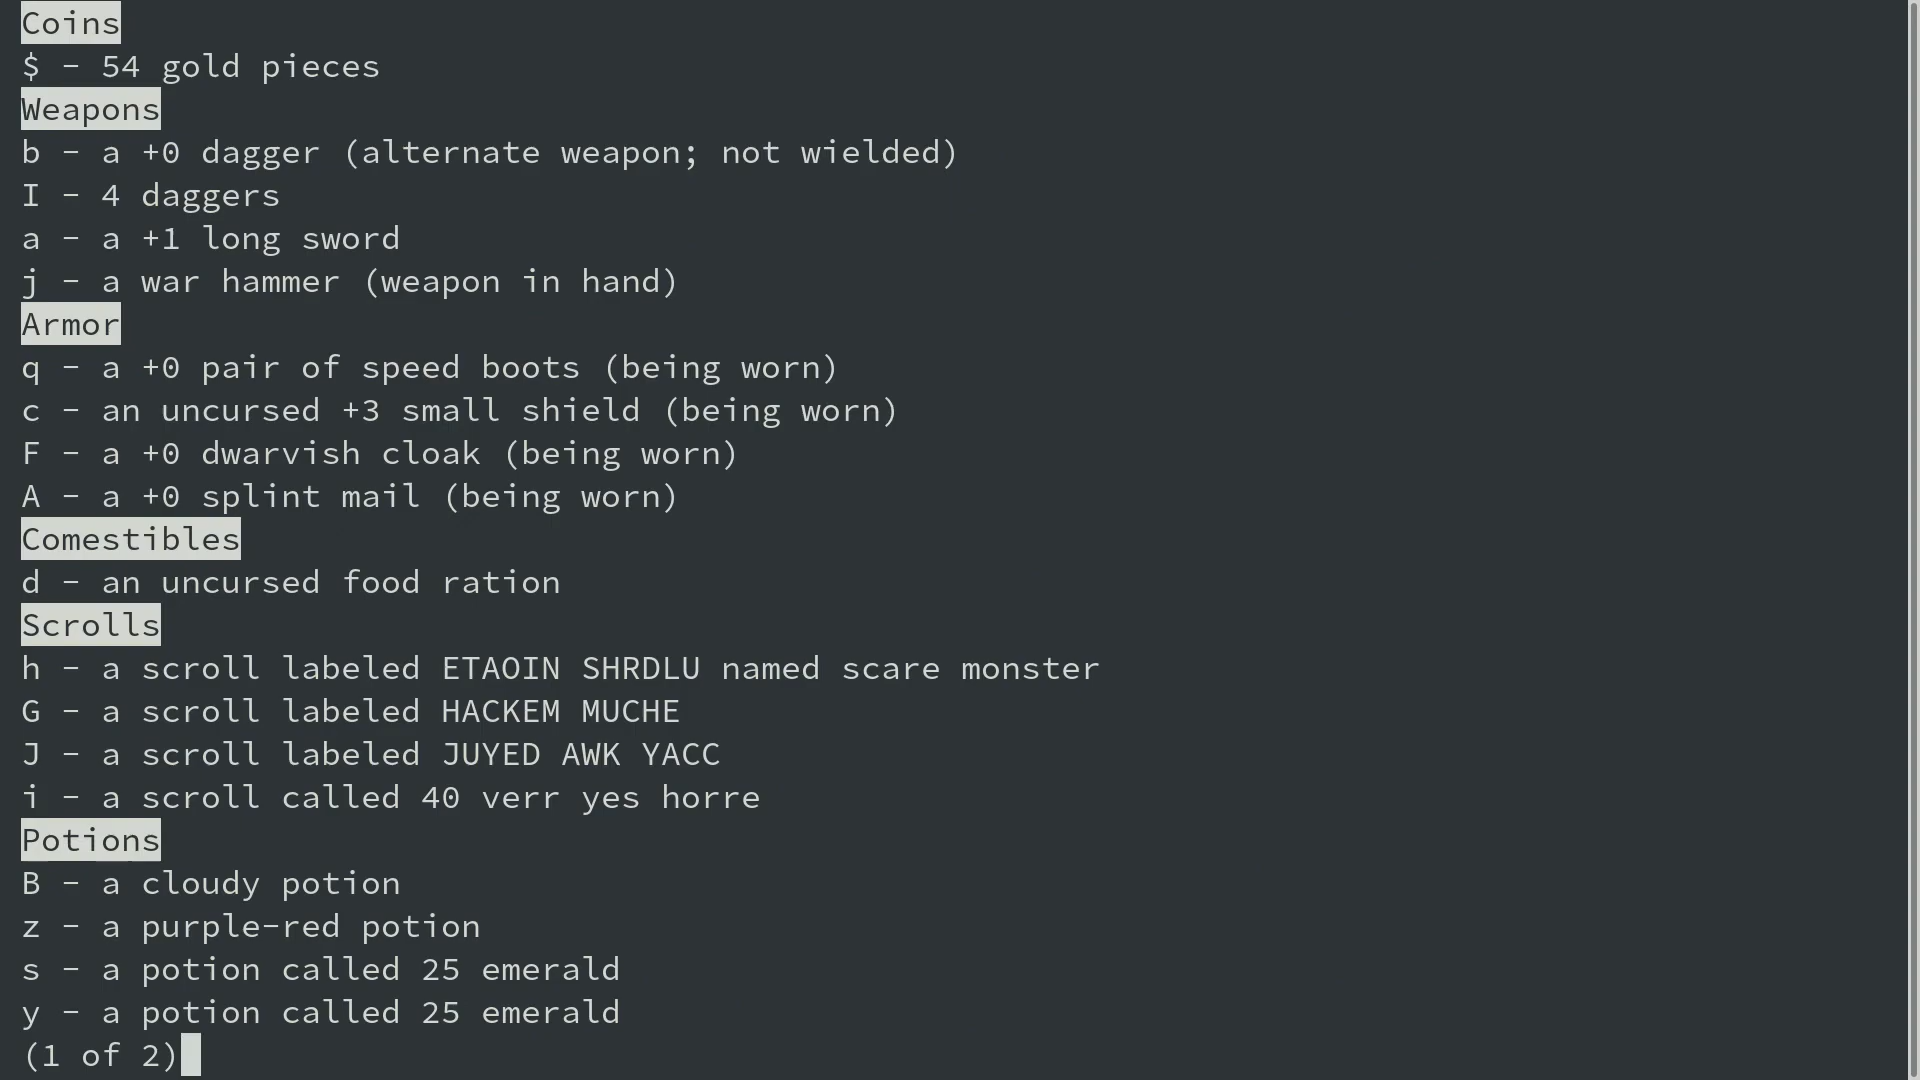 Coins
$ - 54 gold pieces
Weapons
b - a +0 dagger (alternate weapon; not wielded)
I - 4 daggers
a - a +1 long sword
j - a war hammer (weapon in hand)
Armor
q - a +0 pair of speed boots (being worn)
c - an uncursed +3 small shield (being worn)
F - a +0 dwarvish cloak (being worn)
A - a +0 splint mail (being worn)
Comestibles
d - an uncursed food ration
Scrolls
h - a scroll labeled ETAOIN SHRDLU named scare monster
G - a scroll labeled HACKEM MUCHE
J - a scroll labeled JUYED AWK YACC
i - a scroll called 40 verr yes horre
Potions
B - a cloudy potion
z - a purple-red potion
s - a potion called 25 emerald
y - a potion called 25 emerald
(1 of 2)